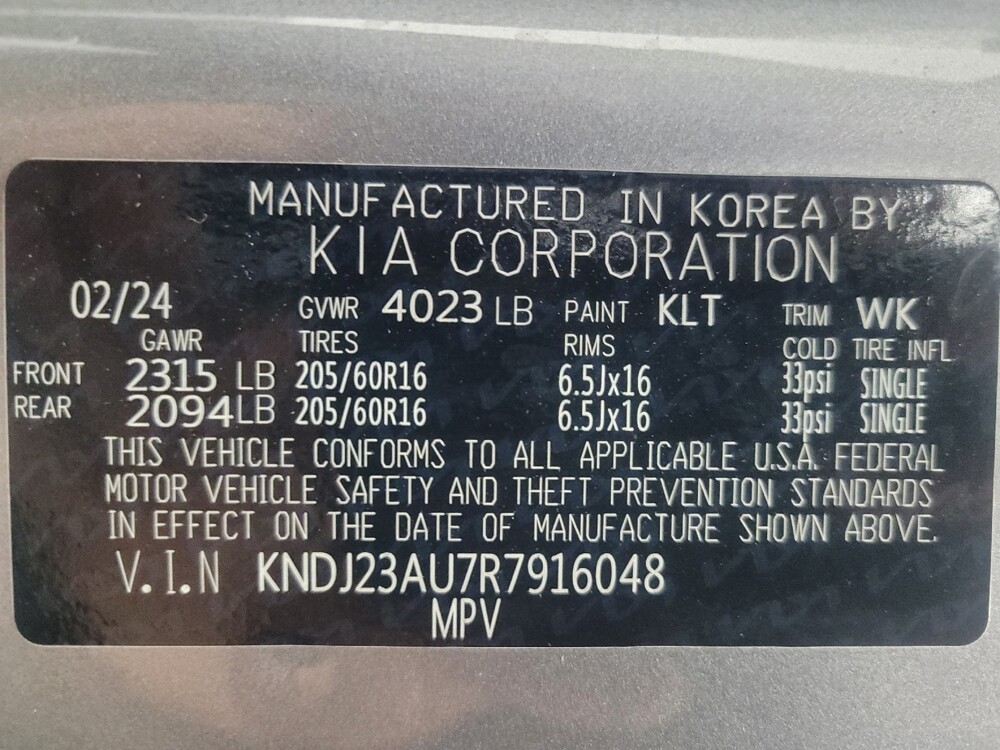 MANUFACTURED IN KOREA BY
KIA CORPORATION
02/24 GVWR 4023 LB PAINT KLT TRIM WK
GAWR TIRES RIMS COLD TIRE INFL
FRONT 2315 LB 205/60R16 6.5Jx16 33psi SINGLE
REAR 2094 LB 205/60R16 6.5Jx16 33psi SINGLE
THIS VEHICLE CONFORMS TO ALL APPLICABLE U.S.A. FEDERAL
MOTOR VEHICLE SAFETY AND THEFT PREVENTION STANDARDS
IN EFFECT ON THE DATE OF MANUFACTURE SHOWN ABOVE.
V.I.N KNDJ23AU7R7916048
MPV